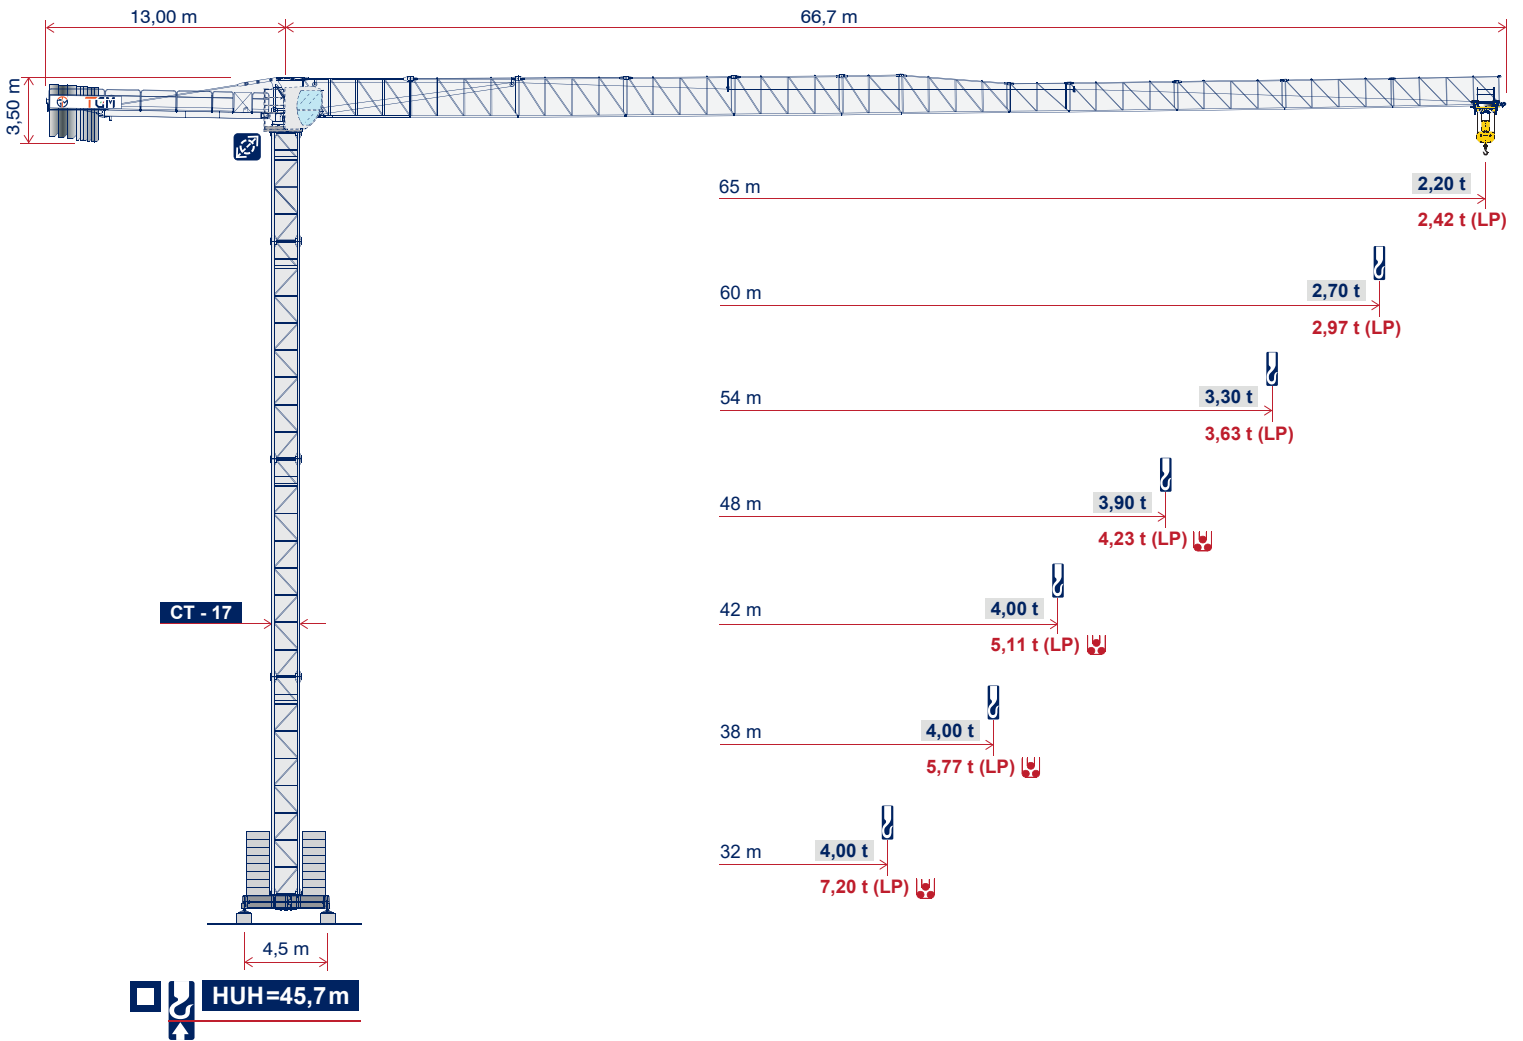 13,00 m
66,7 m
3,50 m
TGM
65 m
2,20 t
2,42 t (LP)
60 m
2,70 t
2,97 t (LP)
54 m
3,30 t
3,63 t (LP)
48 m
3,90 t
4,23 t (LP)
42 m
4,00 t
5,11 t (LP)
CT - 17
38 m
4,00 t
5,77 t (LP)
32 m
4,00 t
7,20 t (LP)
4,5 m
HUH=45,7m